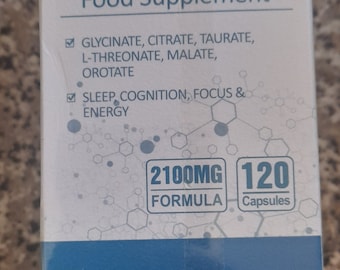 Food Supplement
GLYCINATE, CITRATE, TAURATE,
L-THREONATE, MALATE,
OROTATE
SLEEP, COGNITION, FOCUS &
ENERGY
2100MG
FORMULA
120
Capsules